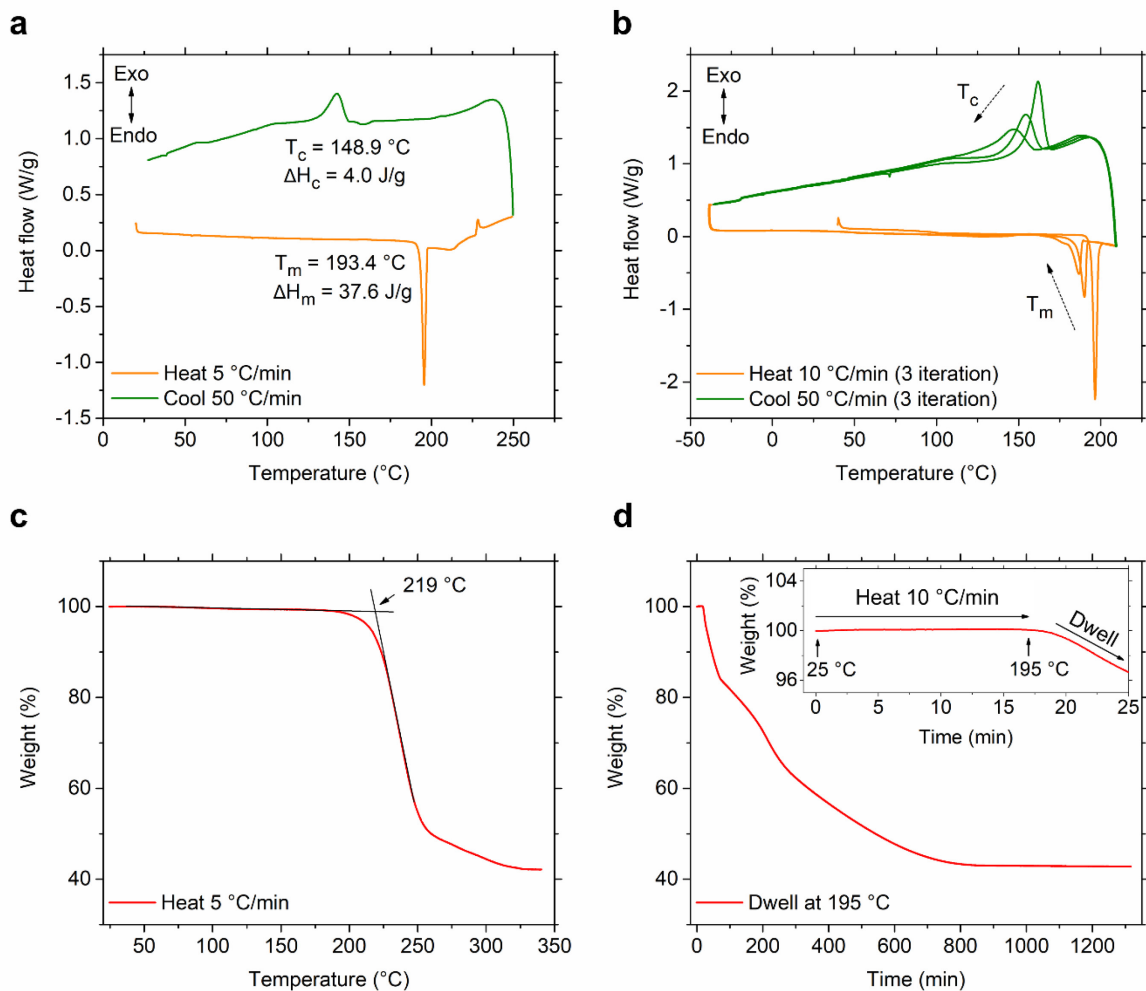 a
Exo
Endo
1.5
1.0
0.5
0.0
-0.5
-1.0
-1.5
Heat flow (W/g)
T_c = 148.9 °C
ΔH_c = 4.0 J/g
T_m = 193.4 °C
ΔH_m = 37.6 J/g
Heat 5 °C/min
Cool 50 °C/min
0 50 100 150 200 250
Temperature (°C)
b
Exo
Endo
2
1
0
-1
-2
Heat flow (W/g)
T_c
T_m
Heat 10 °C/min (3 iteration)
Cool 50 °C/min (3 iteration)
-50 0 50 100 150 200
Temperature (°C)
c
219 °C
100
80
60
40
Weight (%)
Heat 5 °C/min
50 100 150 200 250 300 350
Temperature (°C)
d
100
80
60
40
Weight (%)
104
100
96
Weight (%)
Heat 10 °C/min
Dwell
25 °C
195 °C
0 5 10 15 20 25
Time (min)
Dwell at 195 °C
0 200 400 600 800 1000 1200
Time (min)